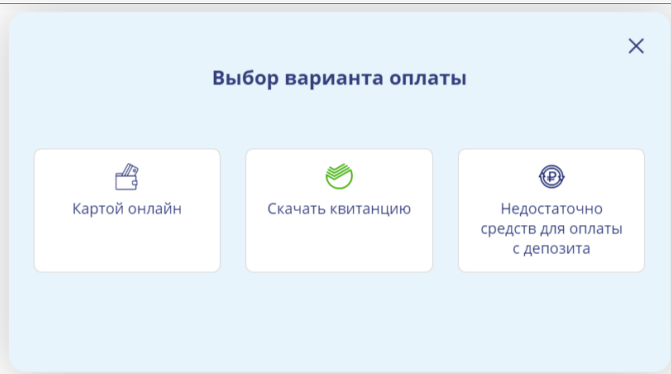 Выбор варианта оплаты
Картой онлайн
Скачать квитанцию
Недостаточно
средств для оплаты
с депозита